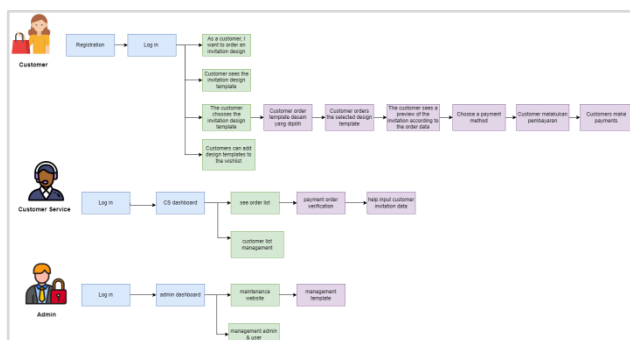 Customer
Registration
Log in
As a customer, I
want to order an
invitation design
Customer sees the
invitation design
template
The customer
chooses the
invitation design
template
Customer order
template desain
yang dipilih
Customer orders
the selected design
template
The customer sees a
preview of the
invitation according to
the order data
Choose a payment
method
Customer melakukan
pembayaran
Customers make
payments.
Customers can add
design templates to
the wishlist
Customer Service
Log in
CS dashboard
see order list
payment order
verification
help input customer
invitation data
customer list
management
Admin
Log in
admin dashboard
maintenance
website
management
template
management admin
& user